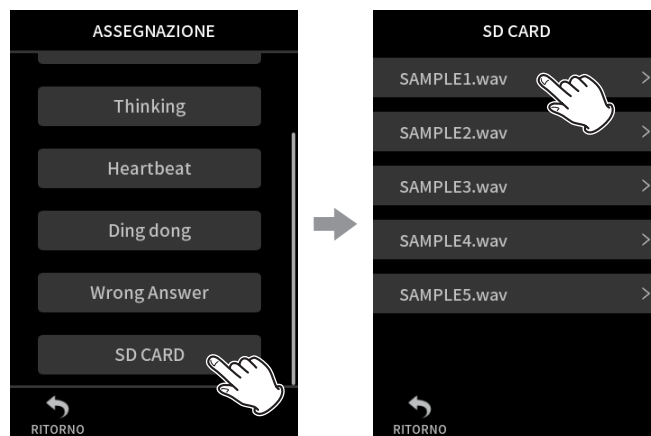 ASSEGNAZIONE
Thinking
Heartbeat
Ding dong
Wrong Answer
SD CARD
RITORNO
SD CARD
SAMPLE1.wav
SAMPLE2.wav
SAMPLE3.wav
SAMPLE4.wav
SAMPLE5.wav
RITORNO